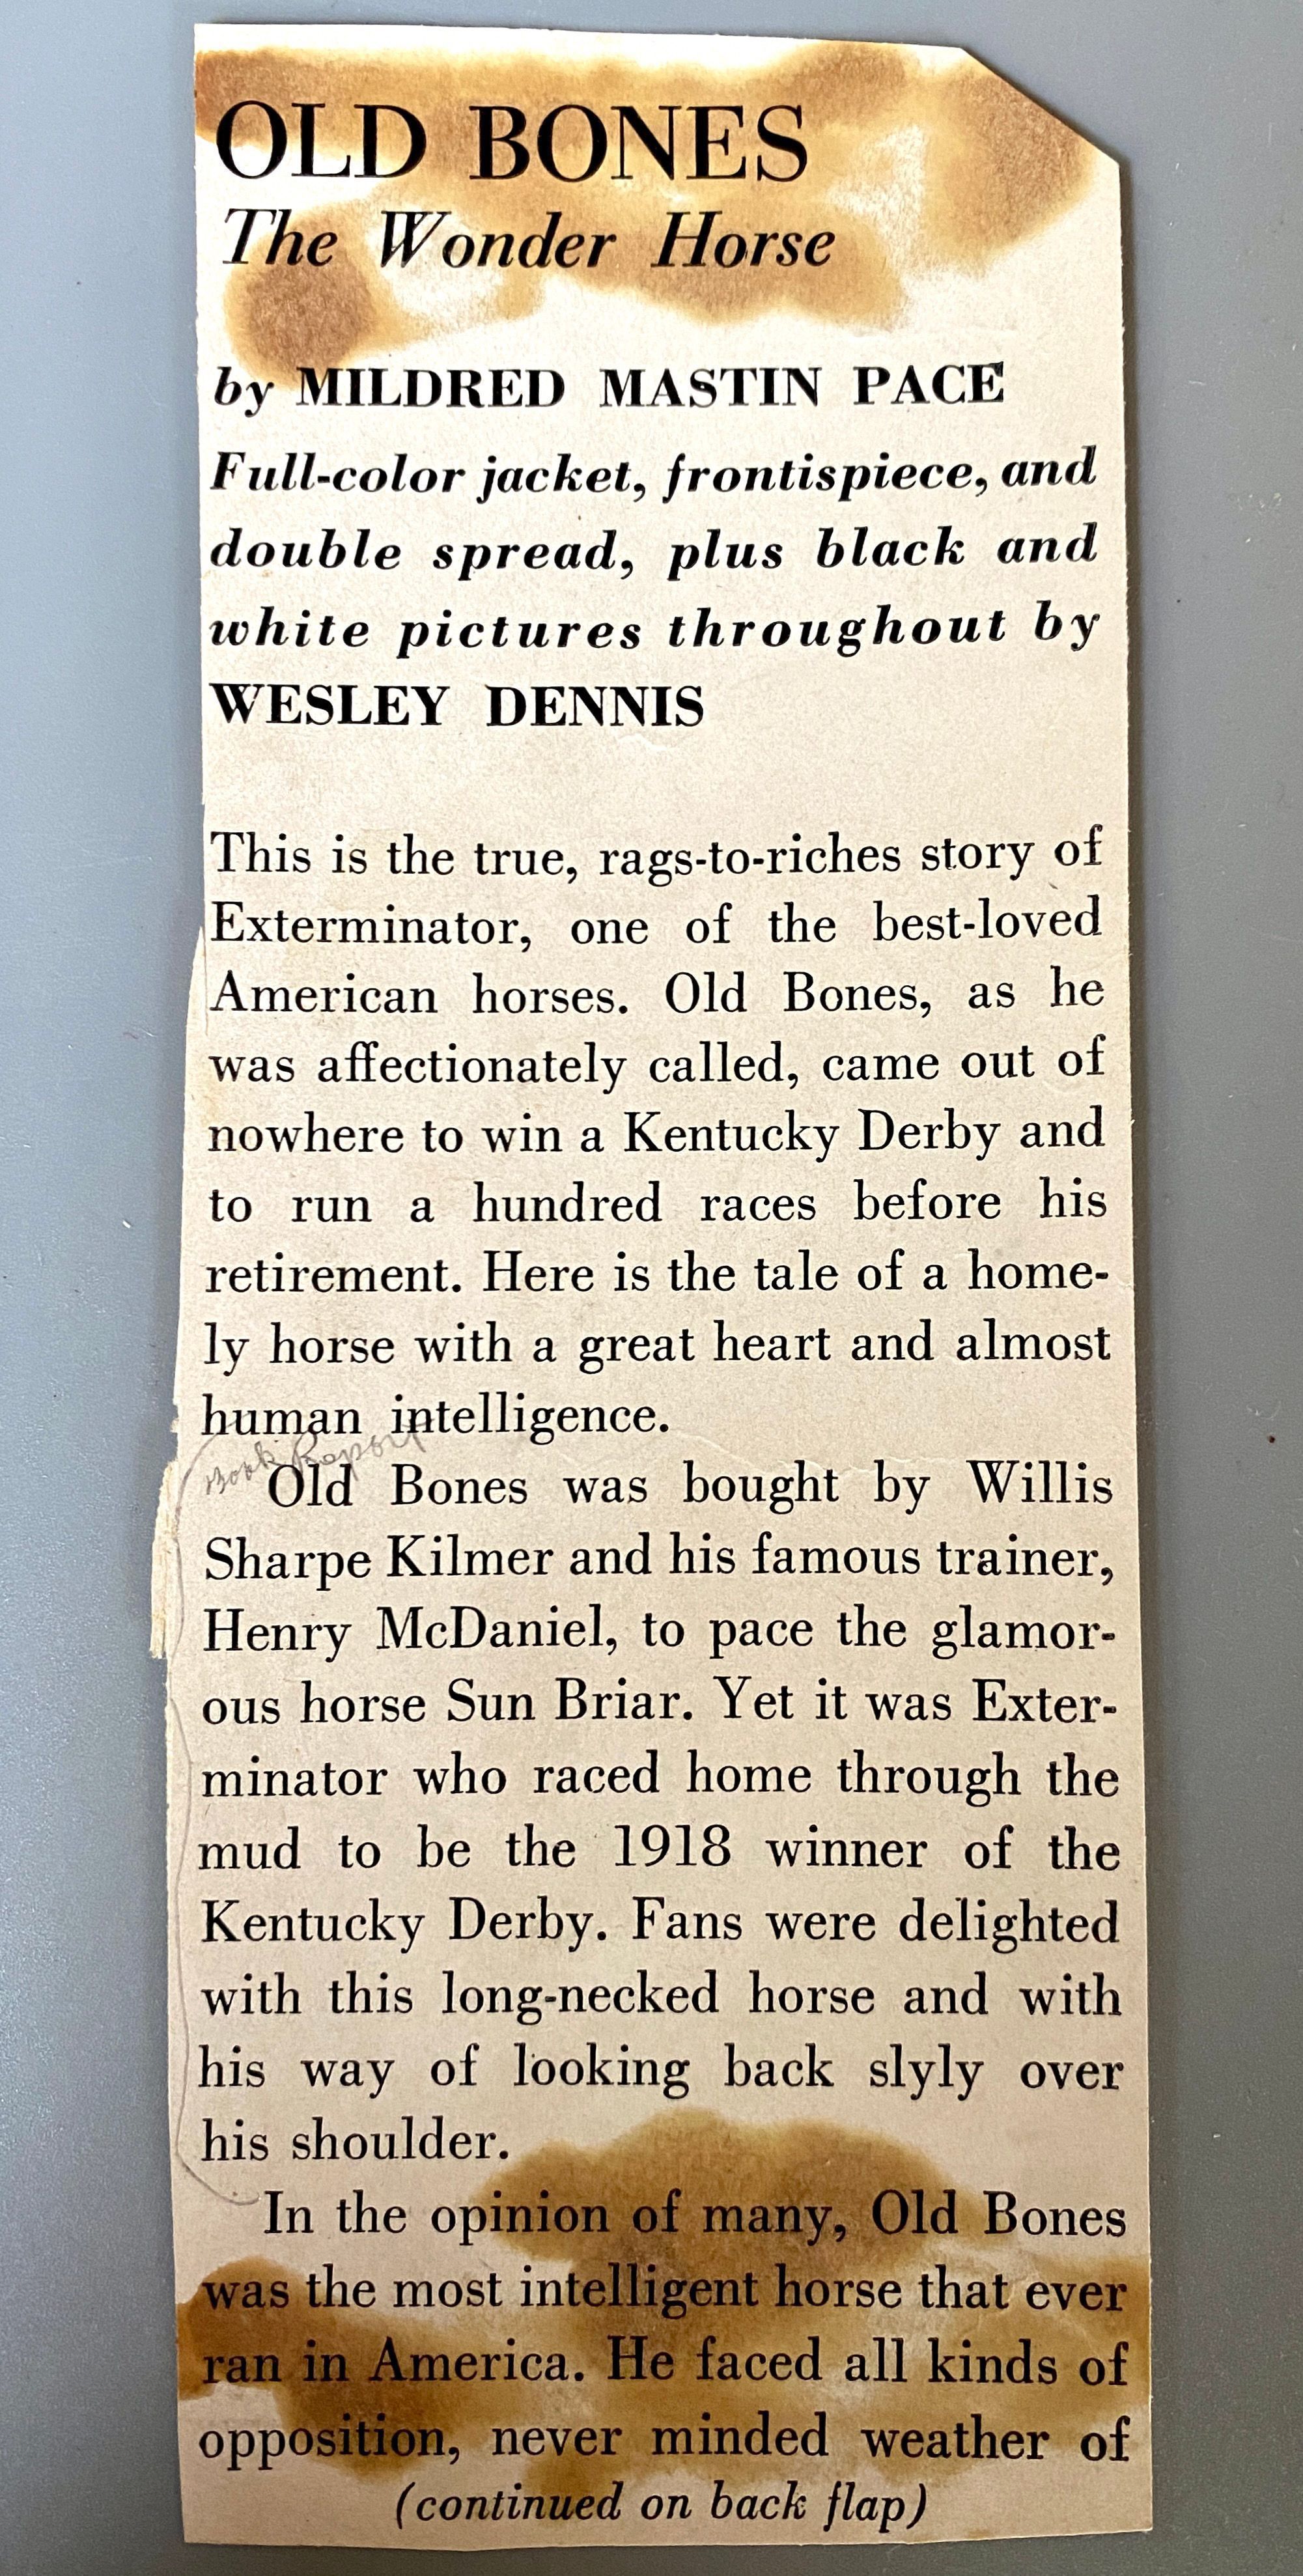 OLD BONES
The Wonder Horse
by MILDRED MASTIN PACE
Full-color jacket, frontispiece, and
double spread, plus black and
white pictures throughout by
WESLEY DENNIS
This is the true, rags-to-riches story of
Exterminator, one of the best-loved
American horses. Old Bones, as he
was affectionately called, came out of
nowhere to win a Kentucky Derby and
to run a hundred races before his
retirement. Here is the tale of a home-
ly horse with a great heart and almost
human intelligence.
Book Report
Old Bones was bought by Willis
Sharpe Kilmer and his famous trainer,
Henry McDaniel, to pace the glamor-
ous horse Sun Briar. Yet it was Exter-
minator who raced home through the
mud to be the 1918 winner of the
Kentucky Derby. Fans were delighted
with this long-necked horse and with
his way of looking back slyly over
his shoulder.
In the opinion of many, Old Bones
was the most intelligent horse that ever
ran in America. He faced all kinds of
opposition, never minded weather of
(continued on back flap)